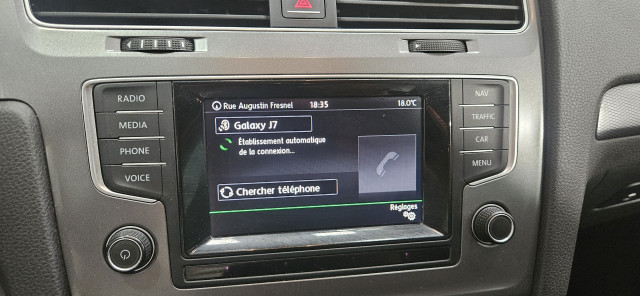 Rue Augustin Fresnel 18:35 18.0°C
RADIO
MEDIA
PHONE
VOICE
Galaxy J7
Établissement automatique
de la connexion...
Chercher téléphone
Réglages
NAV
TRAFFIC
CAR
MENU